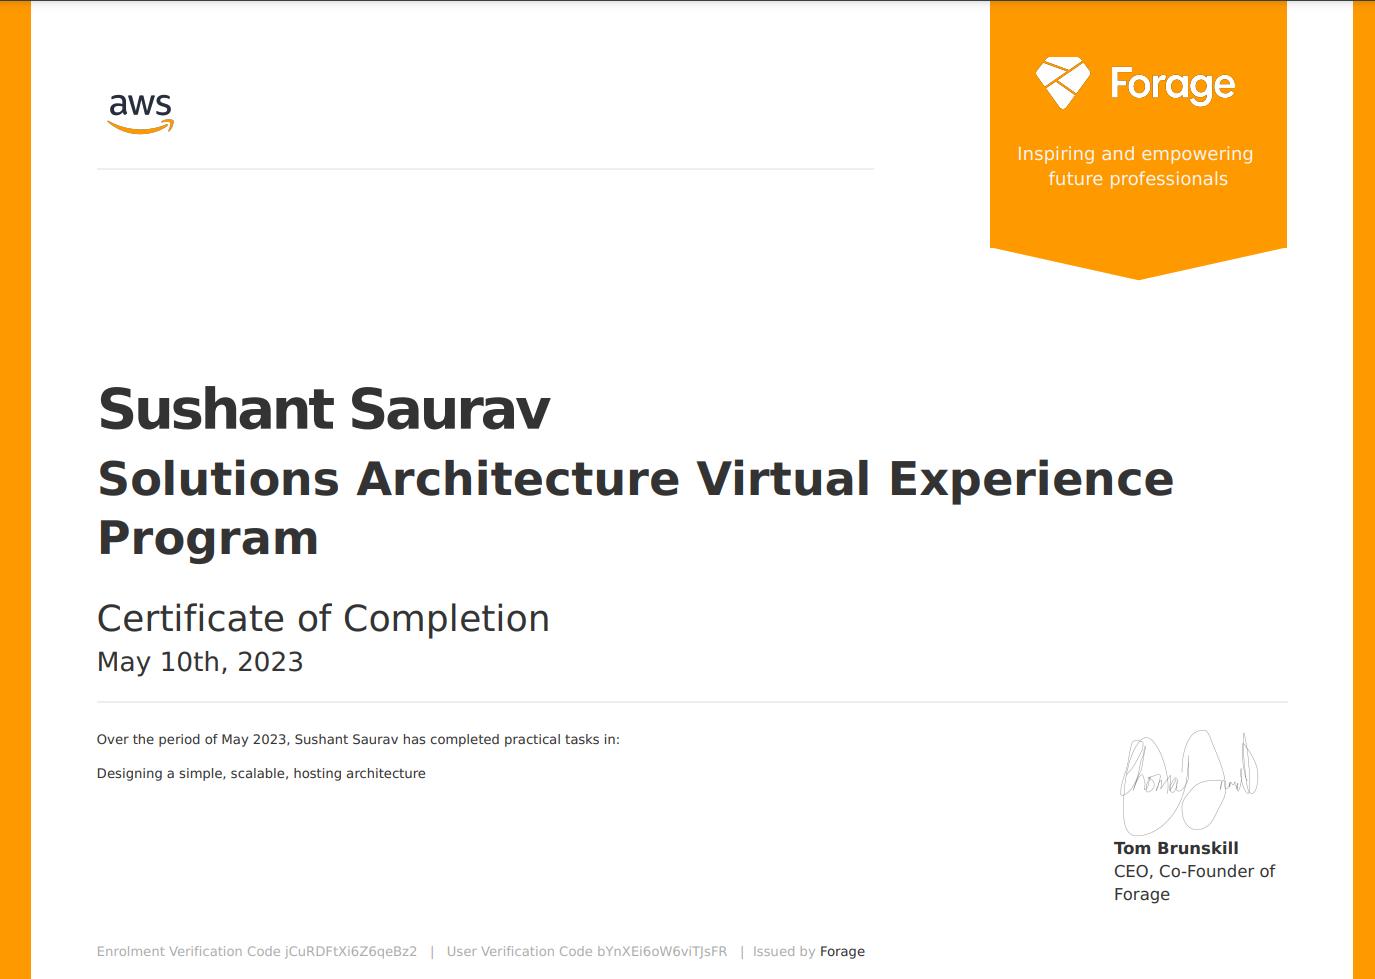 aws
Forage
Inspiring and empowering
future professionals
Sushant Saurav
Solutions Architecture Virtual Experience
Program
Certificate of Completion
May 10th, 2023
Over the period of May 2023, Sushant Saurav has completed practical tasks in:
Designing a simple, scalable, hosting architecture
Tom Brunskill
CEO, Co-Founder of
Forage
Enrolment Verification Code jCuRDFtXi6Z6qeBz2 | User Verification Code bYnXEi6oW6viTJsFR | Issued by Forage